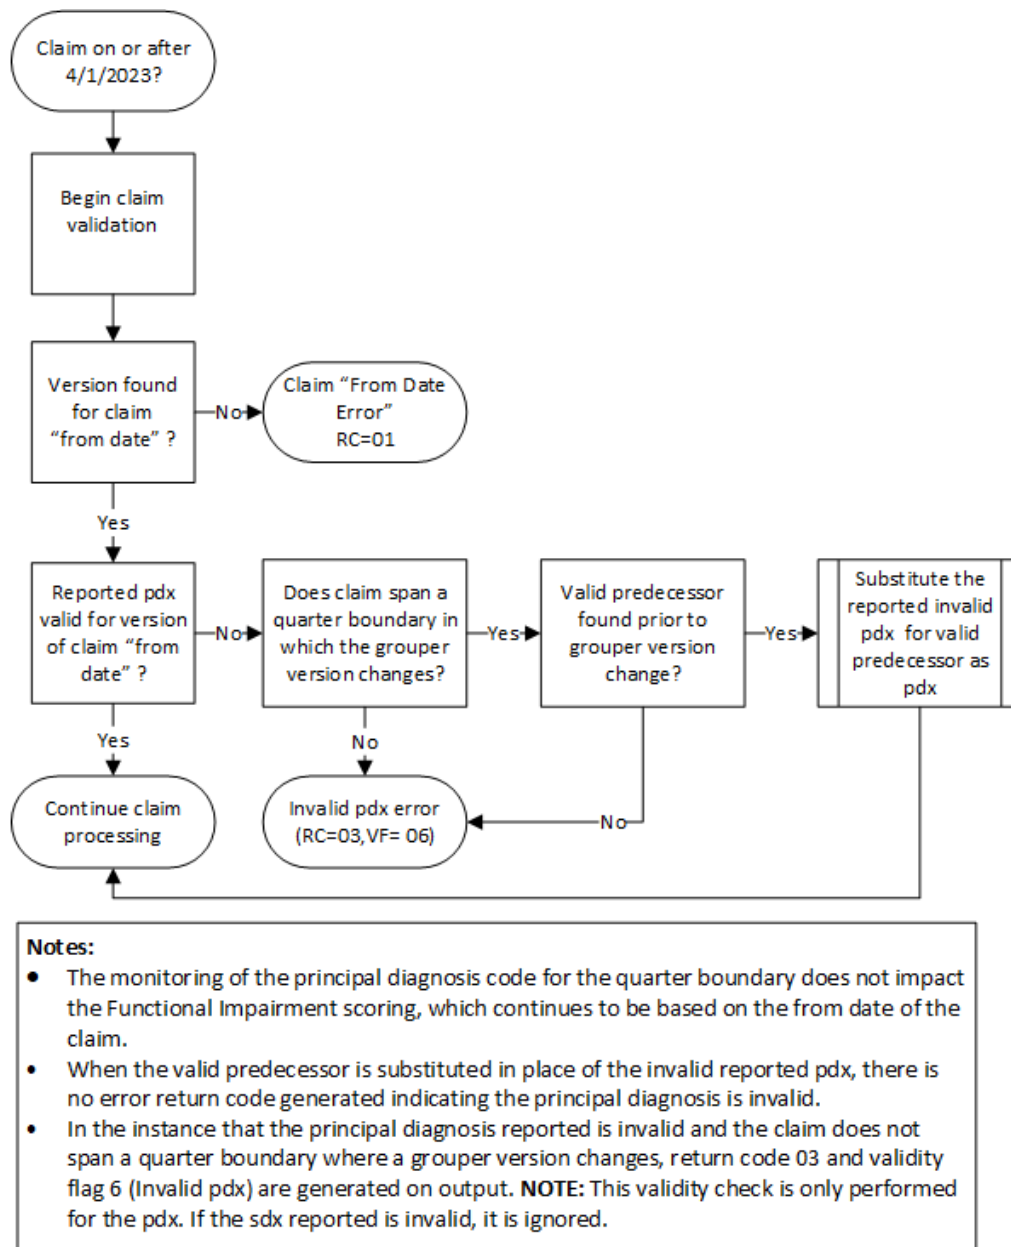 Claim on or after
4/1/2023?
Begin claim
validation
Version found
for claim
“from date” ?
No
Claim “From Date
Error”
RC=01
Yes
Reported pdx
valid for version
of claim “from
date” ?
No
Does claim span a
quarter boundary in
which the grouper
version changes?
Yes
Valid predecessor
found prior to
grouper version
change?
Yes
Substitute the
reported invalid
pdx for valid
predecessor as
pdx
Yes
No
No
Continue claim
processing
Invalid pdx error
(RC=03,VF= 06)
Notes:
• The monitoring of the principal diagnosis code for the quarter boundary does not impact
the Functional Impairment scoring, which continues to be based on the from date of the
claim.
• When the valid predecessor is substituted in place of the invalid reported pdx, there is
no error return code generated indicating the principal diagnosis is invalid.
• In the instance that the principal diagnosis reported is invalid and the claim does not
span a quarter boundary where a grouper version changes, return code 03 and validity
flag 6 (Invalid pdx) are generated on output. NOTE: This validity check is only performed
for the pdx. If the sdx reported is invalid, it is ignored.